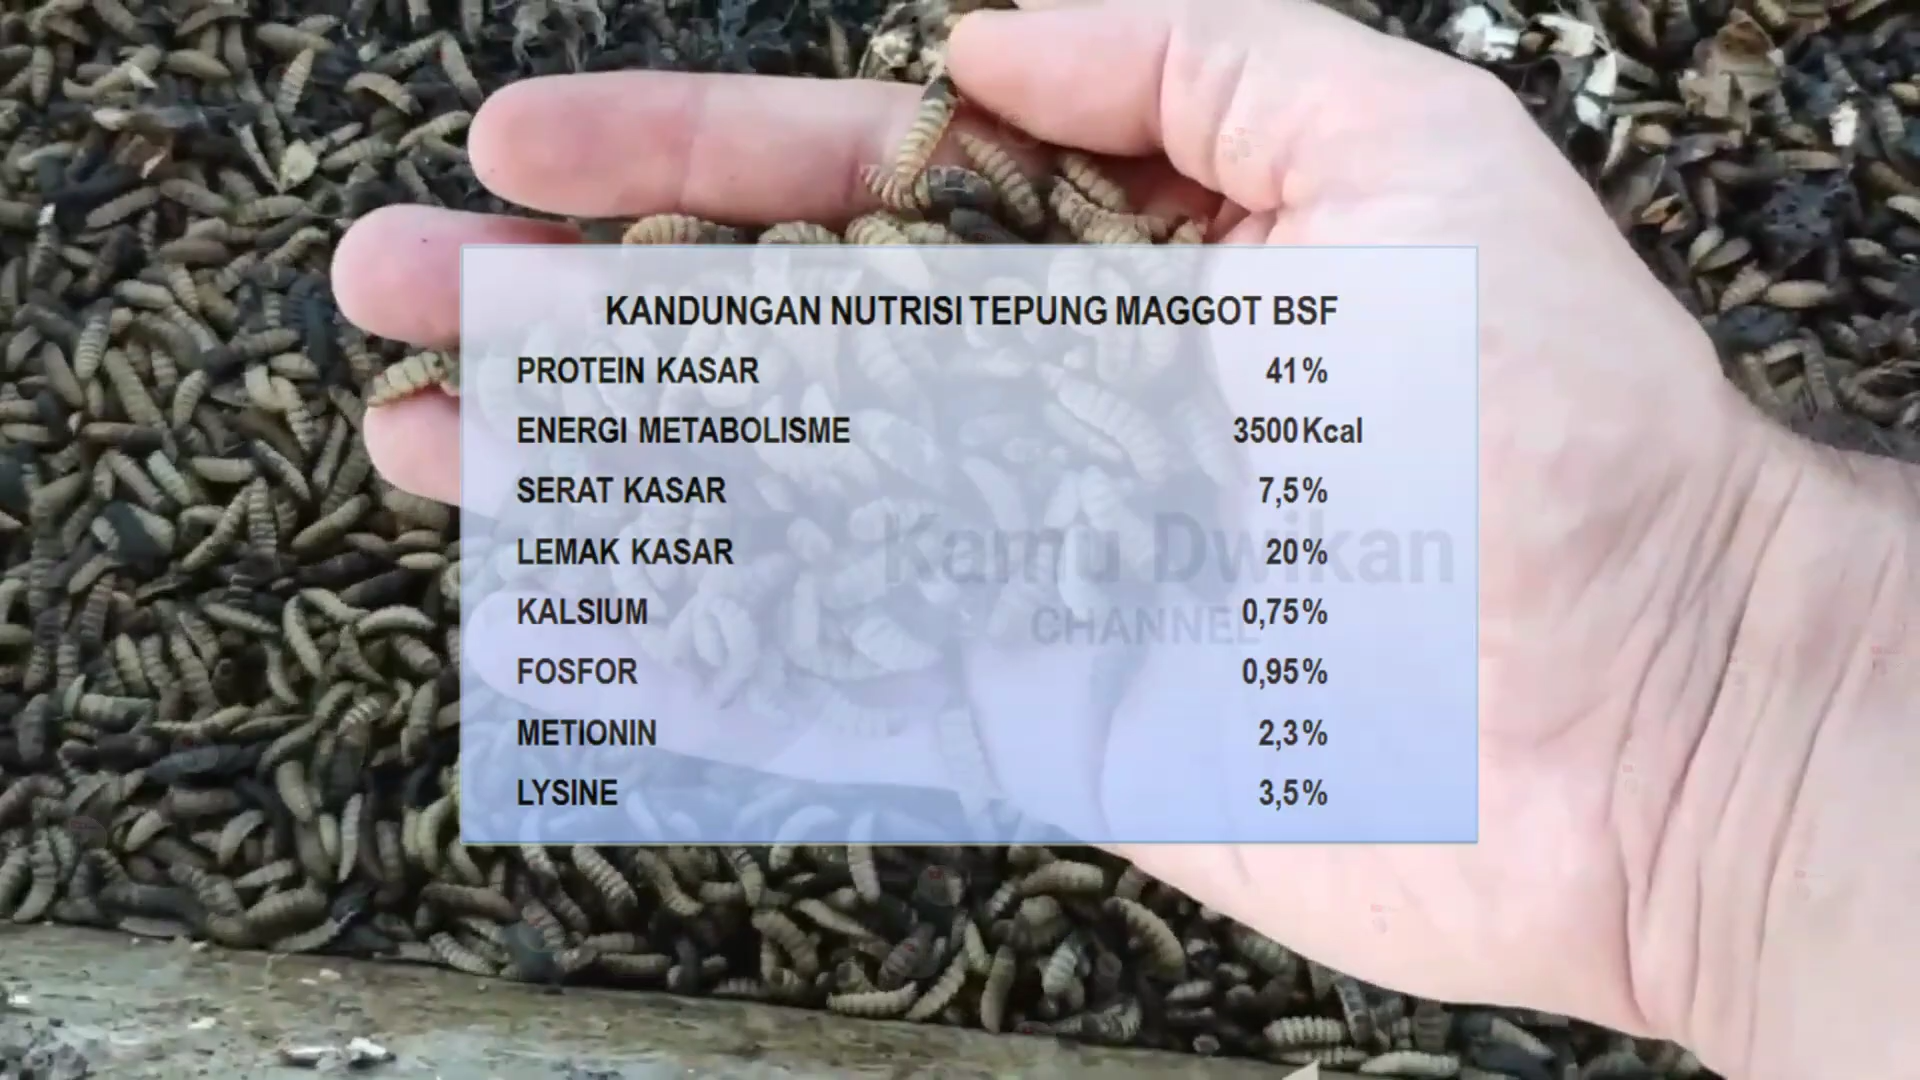 KANDUNGAN NUTRISI TEPUNG MAGGOT BSF
PROTEIN KASAR 41%
ENERGI METABOLISME 3500 Kcal
SERAT KASAR 7,5%
LEMAK KASAR 20%
KALSIUM 0,75%
FOSFOR 0,95%
METIONIN 2,3%
LYSINE 3,5%
Kamu Dwikan
CHANNEL